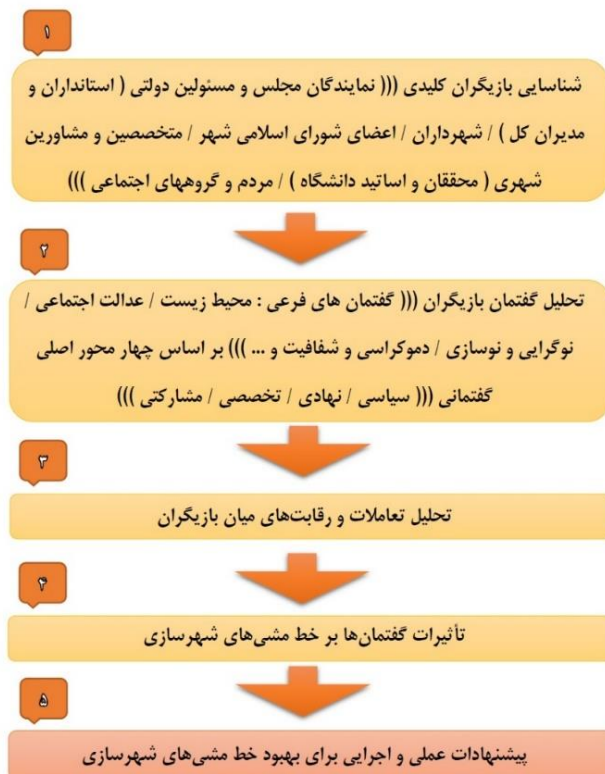 ۱
شناسایی بازیگران کلیدی ((( نمایندگان مجلس و مسئولین دولتی ( استانداران و
مدیران کل ) / شهرداران / اعضای شورای اسلامی شهر / متخصصین و مشاورین
شهری ( محققان و اساتید دانشگاه ) / مردم و گروههای اجتماعی )))
۲
تحلیل گفتمان بازیگران ((( گفتمان های فرعی : محیط زیست / عدالت اجتماعی /
نوگرایی و نوسازی / دموکراسی و شفافیت و ... ))) بر اساس چهار محور اصلی
گفتمانی ((( سیاسی / نهادی / تخصصی / مشارکتی )))
۳
تحلیل تعاملات و رقابت‌های میان بازیگران
۴
تأثیرات گفتمان‌ها بر خط مشی‌های شهرسازی
۵
پیشنهادات عملی و اجرایی برای بهبود خط مشی‌های شهرسازی